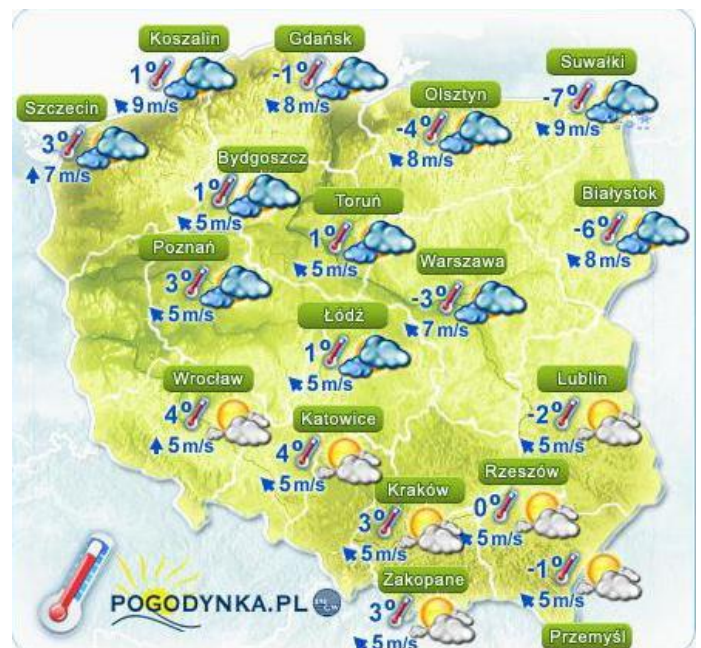 Koszalin
1°
9 m/s
Gdańsk
-1°
8 m/s
Suwałki
-7°
9 m/s
Szczecin
3°
7 m/s
Olsztyn
-4°
8 m/s
Bydgoszcz
1°
5 m/s
Toruń
1°
5 m/s
Białystok
-6°
8 m/s
Poznań
3°
5 m/s
Warszawa
-3°
7 m/s
Łódź
1°
5 m/s
Wrocław
4°
5 m/s
Katowice
4°
5 m/s
Lublin
-2°
5 m/s
Kraków
3°
5 m/s
Rzeszów
0°
5 m/s
Zakopane
3°
5 m/s
-1°
5 m/s
Przemyśl
POGODYNKA.PL